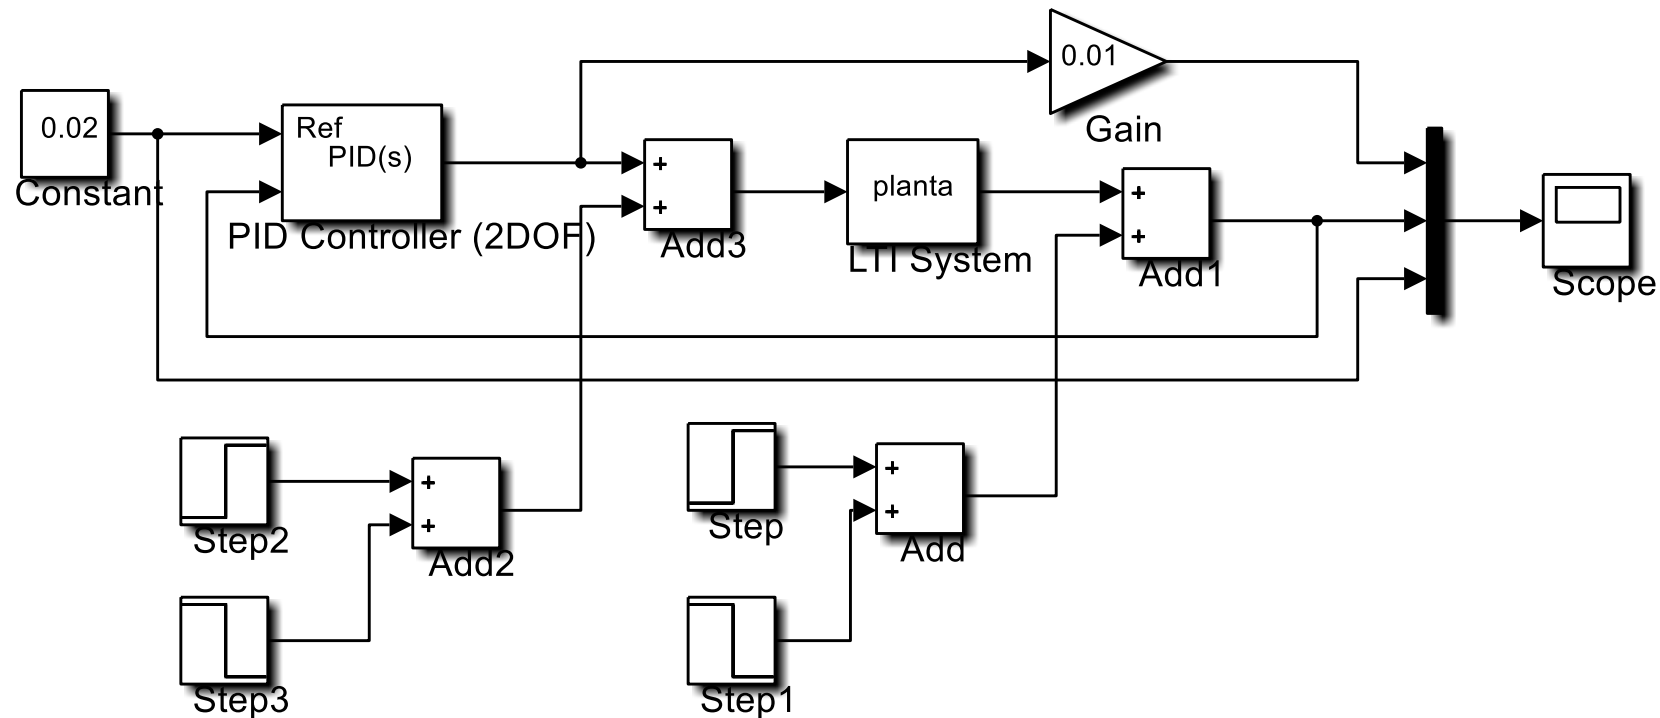 0.01
Gain
0.02
Constant
Ref
PID(s)
PID Controller (2DOF)
+
+
Add3
planta
LTI System
+
+
Add1
Scope
Step2
+
+
Add2
Step3
Step
+
+
Add
Step1